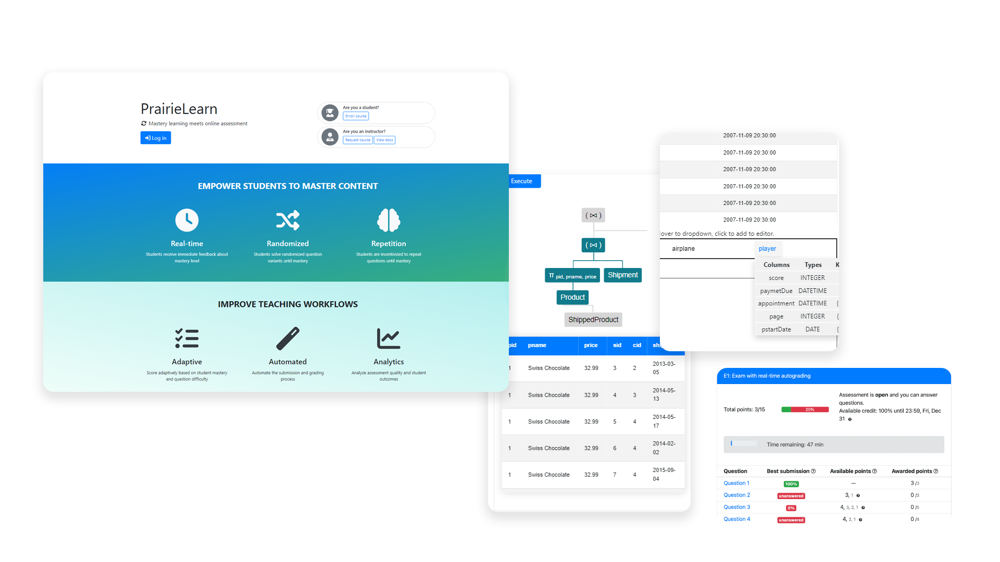 PrairieLearn
Mastery learning meets online assessment
Log in
Are you a student?
Enroll course
Are you an instructor?
Request course View docs
EMPOWER STUDENTS TO MASTER CONTENT
Real-time
Students receive immediate feedback about
mastery level
Randomized
Students solve randomized question
variants until mastery
Repetition
Students are incentivized to repeat
questions until mastery
IMPROVE TEACHING WORKFLOWS
Adaptive
Score adaptively based on student mastery
and question difficulty
Automated
Automate the submission and grading
process
Analytics
Analyze assessment quality and student
outcomes
Execute
(⋈)
(⋈)
π pid, pname, price
Shipment
Product
ShippedProduct
pid pname price sid cid shi
1 Swiss Chocolate 32.99 3 2 2013-03-
05
1 Swiss Chocolate 32.99 4 3 2014-05-
13
1 Swiss Chocolate 32.99 5 4 2014-05-
17
1 Swiss Chocolate 32.99 6 4 2014-02-
02
1 Swiss Chocolate 32.99 7 4 2015-09-
04
2007-11-09 20:30:00
2007-11-09 20:30:00
2007-11-09 20:30:00
2007-11-09 20:30:00
2007-11-09 20:30:00
2007-11-09 20:30:00
lover to dropdown, click to add to editor.
airplane player
Columns Types K
score INTEGER
paymetDue DATETIME
appointment DATETIME {
page INTEGER {
pstartDate DATE {
E1: Exam with real-time autograding
Total points: 3/15
20%
Assessment is open and you can answer
questions.
Available credit: 100% until 23:59, Fri, Dec
31
Time remaining: 47 min
Question Best submission Available points Awarded points
Question 1 100% — 3/3
Question 2 unanswered 3, 1 0/3
Question 3 0% 4, 3, 2, 1 0/5
Question 4 unanswered 4, 2, 1 0/4